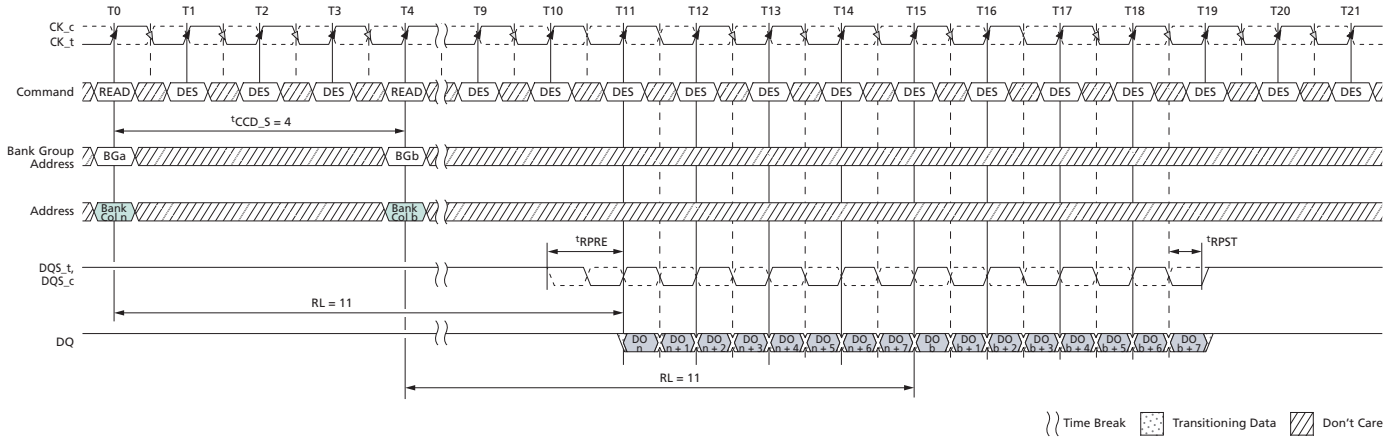 T0 T1 T2 T3 T4 T9 T10 T11 T12 T13 T14 T15 T16 T17 T18 T19 T20 T21
CK_c
CK_t
Command READ DES DES DES READ DES DES DES DES DES DES DES DES DES DES DES DES DES
tCCD_S = 4
Bank Group
Address
BGa BGb
Address
Bank
Col n
Bank
Col b
tRPRE tRPST
DQS_t,
DQS_c
RL = 11
DQ
DO
n
DO
n + 1
DO
n + 2
DO
n + 3
DO
n + 4
DO
n + 5
DO
n + 6
DO
n + 7
DO
b
DO
b + 1
DO
b + 2
DO
b + 3
DO
b + 4
DO
b + 5
DO
b + 6
DO
b + 7
RL = 11
Time Break Transitioning Data Don't Care